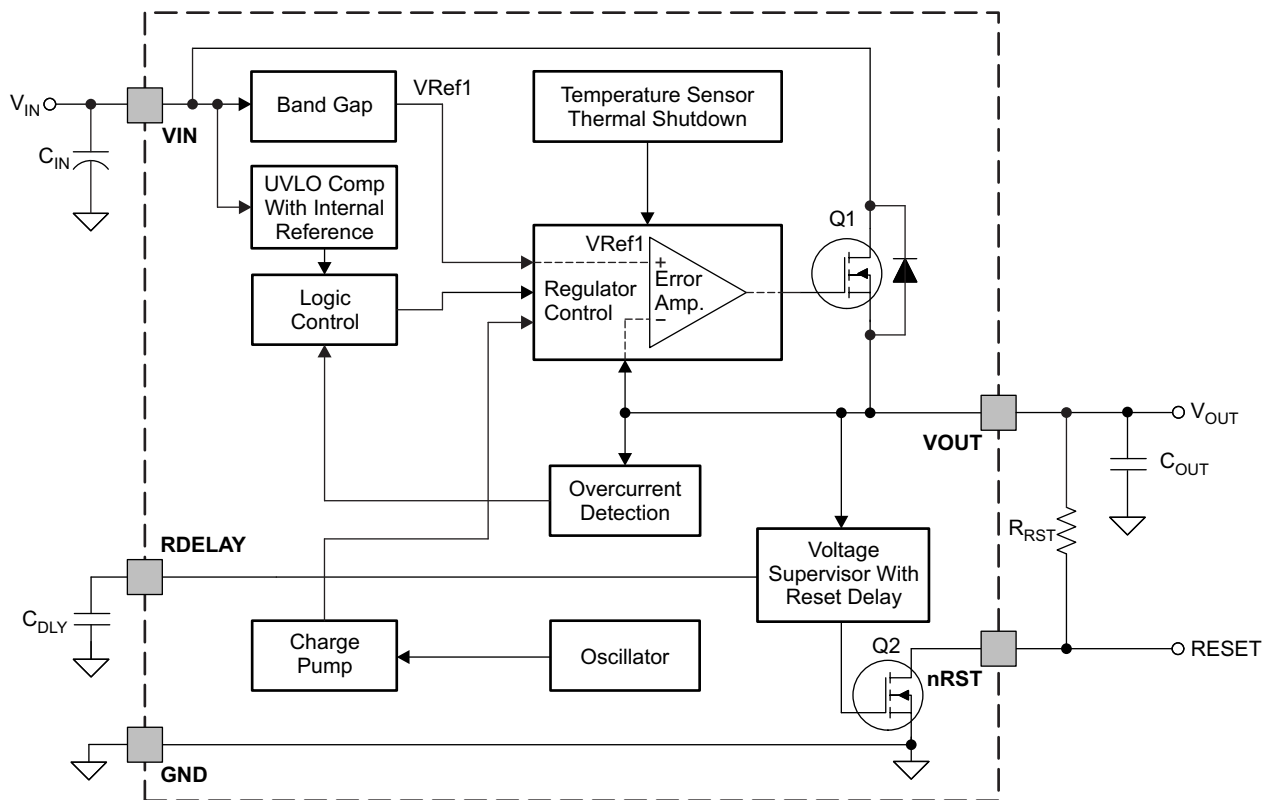 VRef1
Band Gap
Temperature Sensor
Thermal Shutdown
VIN
VIN
CIN
UVLO Comp
With Internal
Reference
Q1
VRef1
+
Error
Amp.
−
Regulator
Control
Logic
Control
VOUT
VOUT
COUT
Overcurrent
Detection
RRST
RDELAY
Voltage
Supervisor With
Reset Delay
CDLY
Charge
Pump
Oscillator
Q2
nRST
RESET
GND